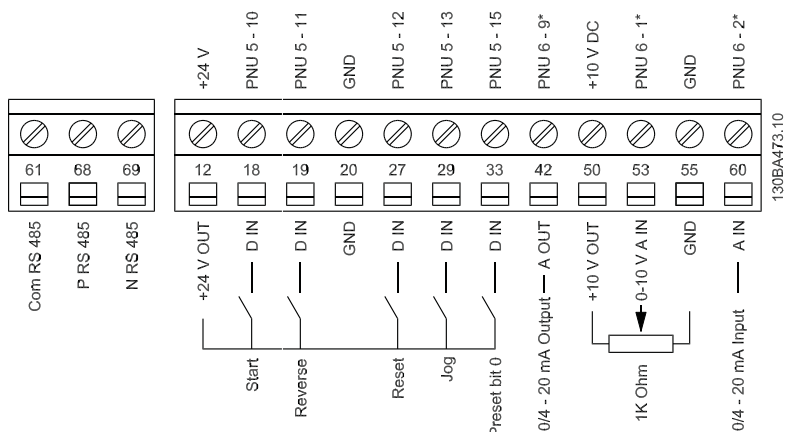 +24 V
PNU 5 - 10
PNU 5 - 11
GND
PNU 5 - 12
PNU 5 - 13
PNU 5 - 15
PNU 6 - 9*
+10 V DC
PNU 6 - 1*
GND
PNU 6 - 2*
61
68
69
12
18
19
20
27
29
33
42
50
53
55
60
130BA473.10
Com RS 485
P RS 485
N RS 485
+24 V OUT
D IN
D IN
GND
D IN
D IN
D IN
0/4 - 20 mA Output
A OUT
+10 V OUT
0-10 V A IN
GND
0/4 - 20 mA Input
A IN
Start
Reverse
Reset
Jog
Preset bit 0
1K Ohm